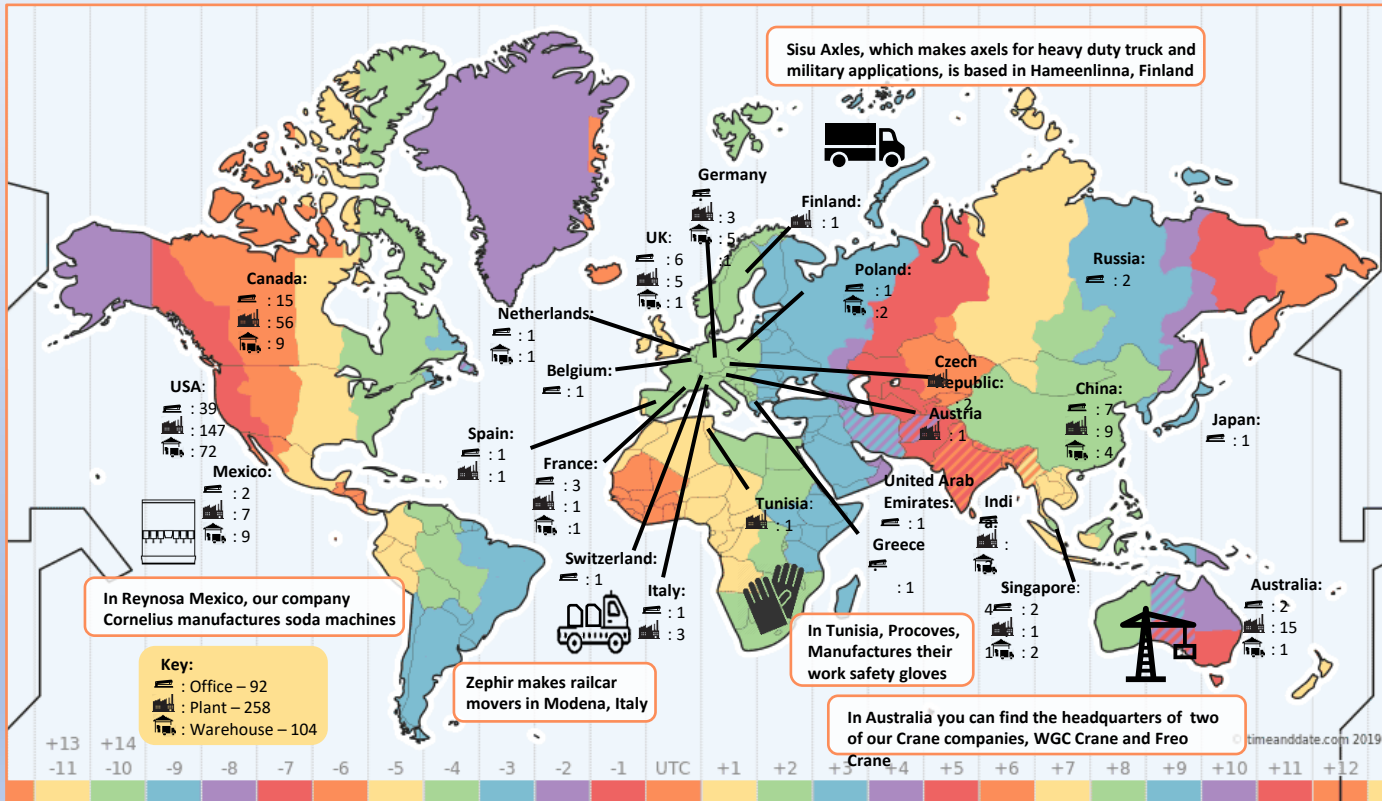 Sisu Axles, which makes axels for heavy duty truck and
military applications, is based in Hameenlinna, Finland
Germany
: 3
: 5
: 1
Finland:
: 1
UK:
: 6
: 5
: 1
Poland:
: 1
:2
Russia:
: 2
Canada:
: 15
: 56
: 9
Netherlands:
: 1
: 1
Belgium:
: 1
USA:
: 39
: 147
: 72
Czech
Republic:
: 2
Austria
: 1
China:
: 7
: 9
: 4
Japan:
: 1
Spain:
: 1
: 1
Mexico:
: 2
: 7
: 9
France:
: 3
: 1
:1
Tunisia:
: 1
United Arab
Emirates:
: 1
Indi
a:
:
Greece
: 1
Switzerland:
: 1
Italy:
: 1
: 3
Singapore:
4
: 2
: 1
1
: 2
Australia:
: 2
: 15
: 1
In Reynosa Mexico, our company
Cornelius manufactures soda machines
Key:
: Office – 92
: Plant – 258
: Warehouse – 104
Zephir makes railcar
movers in Modena, Italy
In Tunisia, Procoves,
Manufactures their
work safety gloves
In Australia you can find the headquarters of two
of our Crane companies, WGC Crane and Freo
Crane
© timeanddate.com 2019
+13 +14
-11 -10 -9 -8 -7 -6 -5 -4 -3 -2 -1 UTC +1 +2 +3 +4 +5 +6 +7 +8 +9 +10 +11 +12